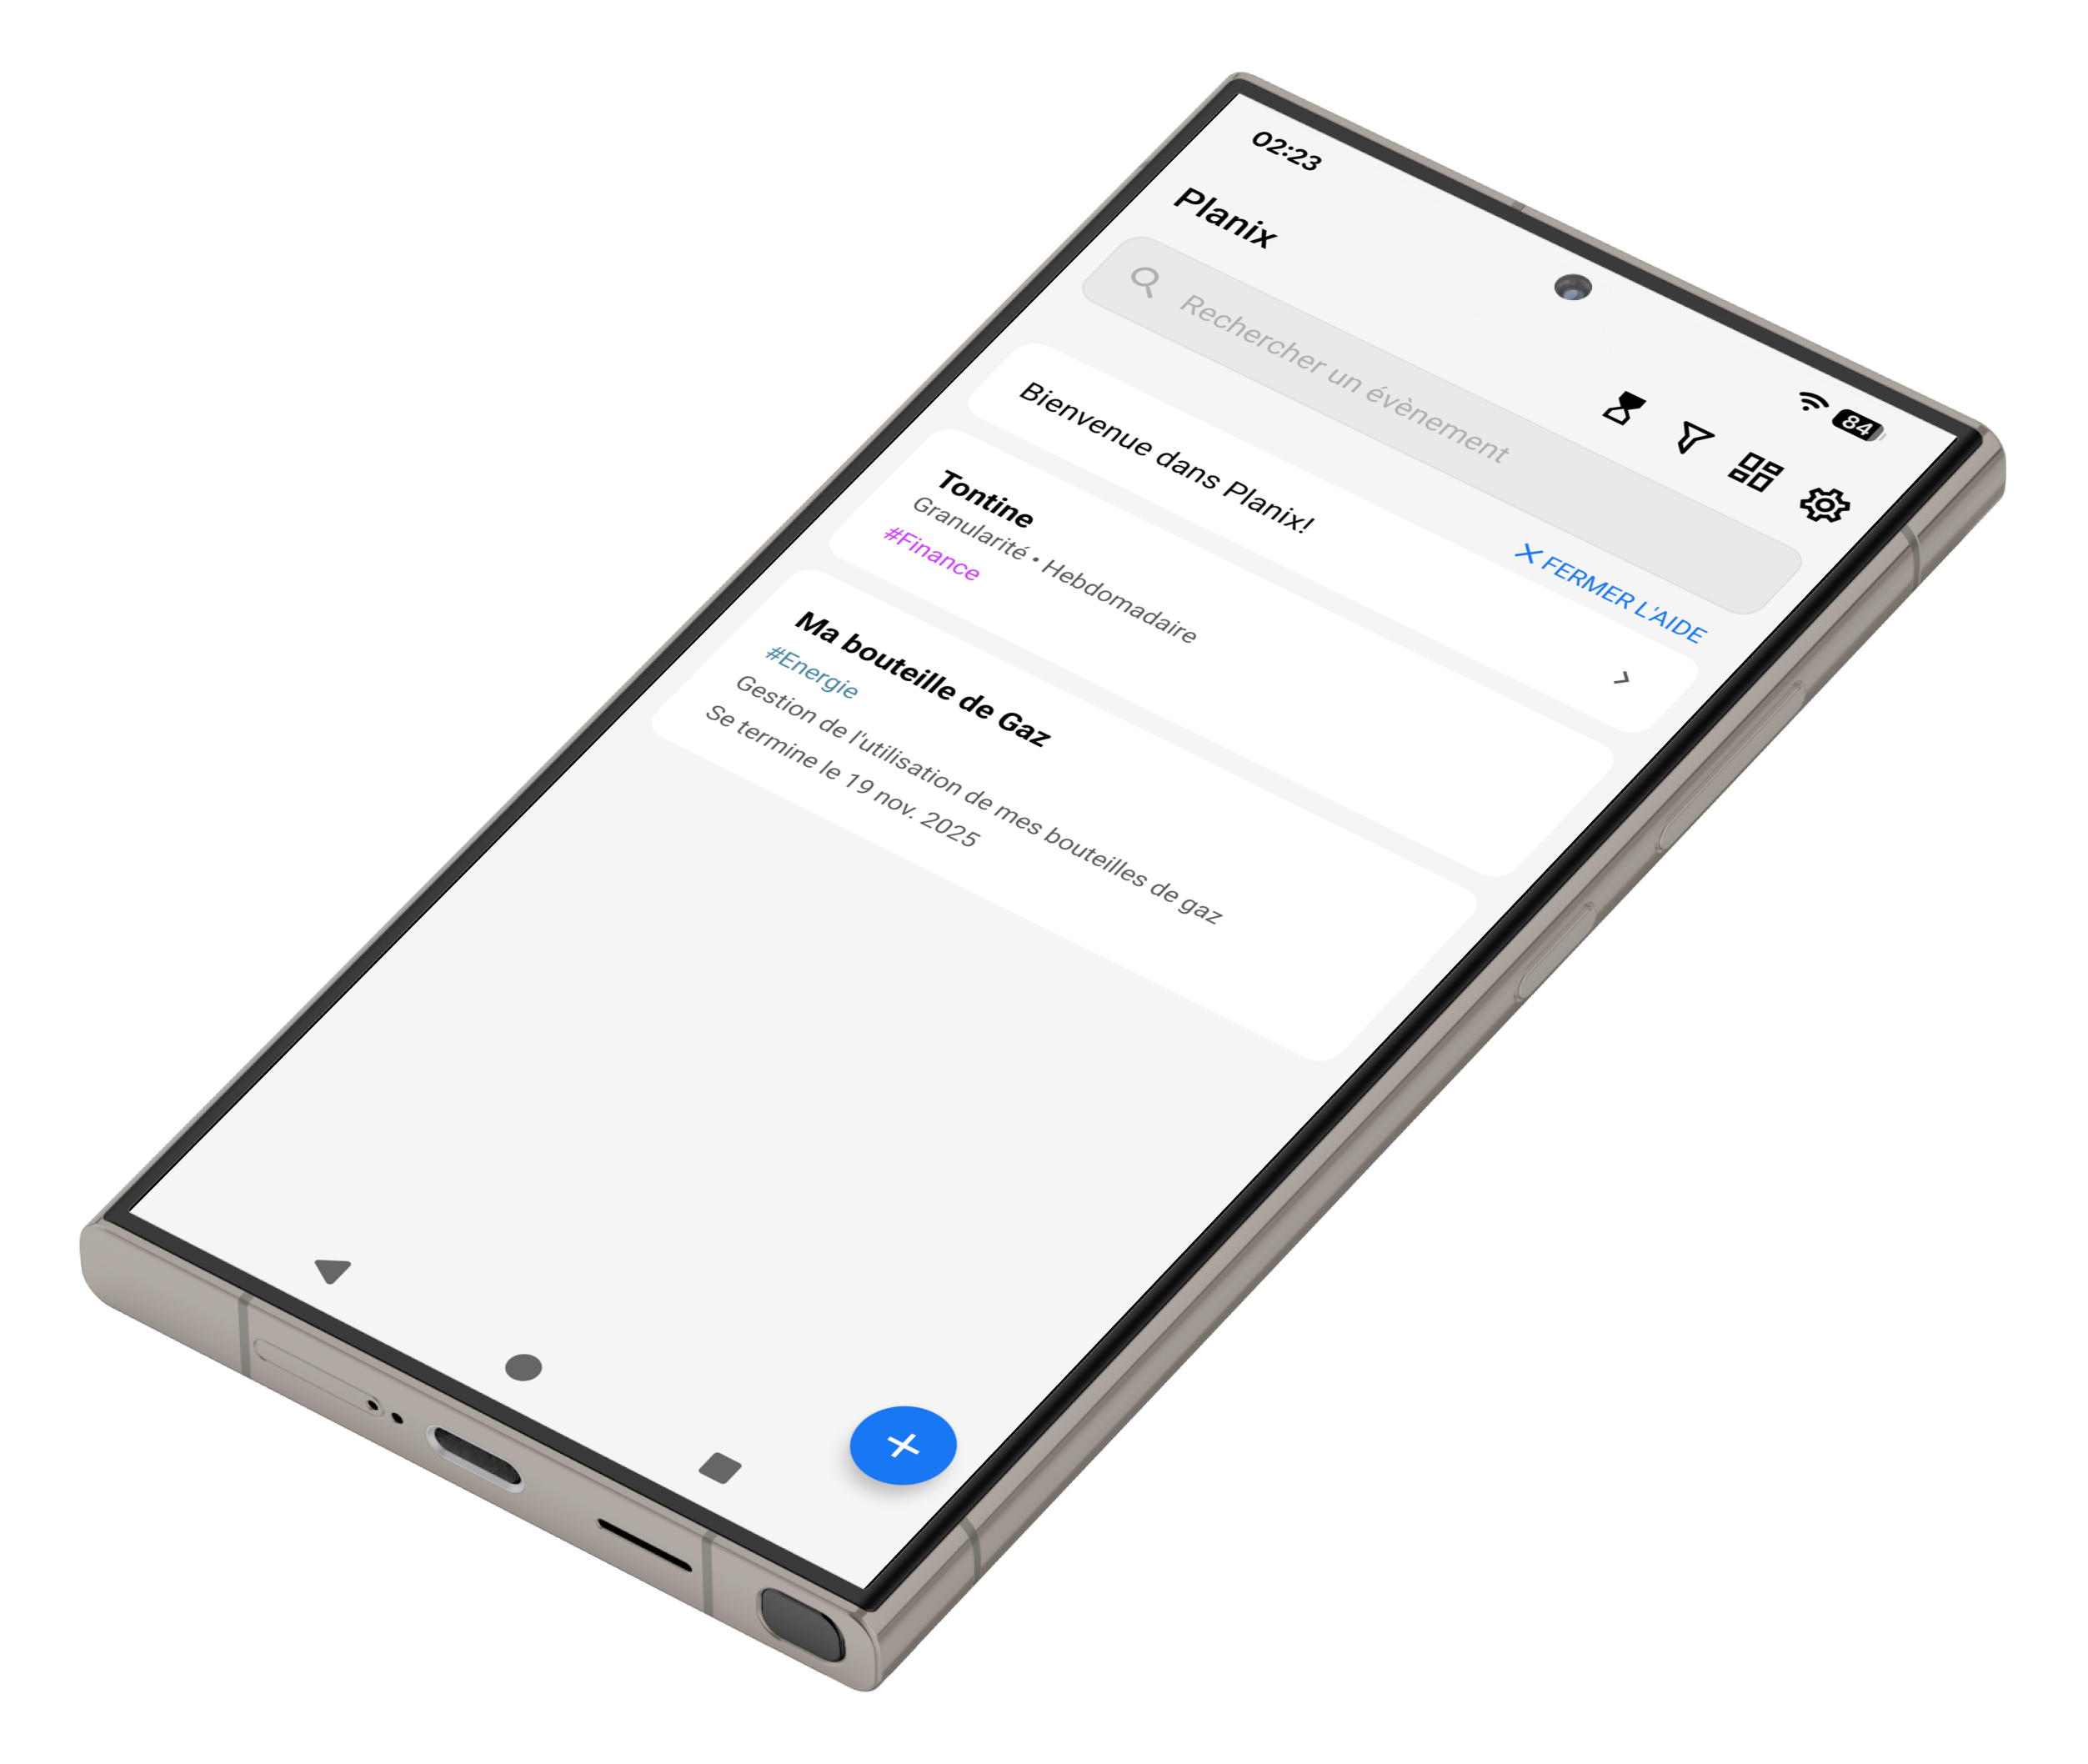 02:23
84
Planix
Rechercher un évènement
Bienvenue dans Planix!
FERMER L'AIDE
Tontine
Granularité • Hebdomadaire
#Finance
Ma bouteille de Gaz
#Energie
Gestion de l'utilisation de mes bouteilles de gaz
Se termine le 19 nov. 2025